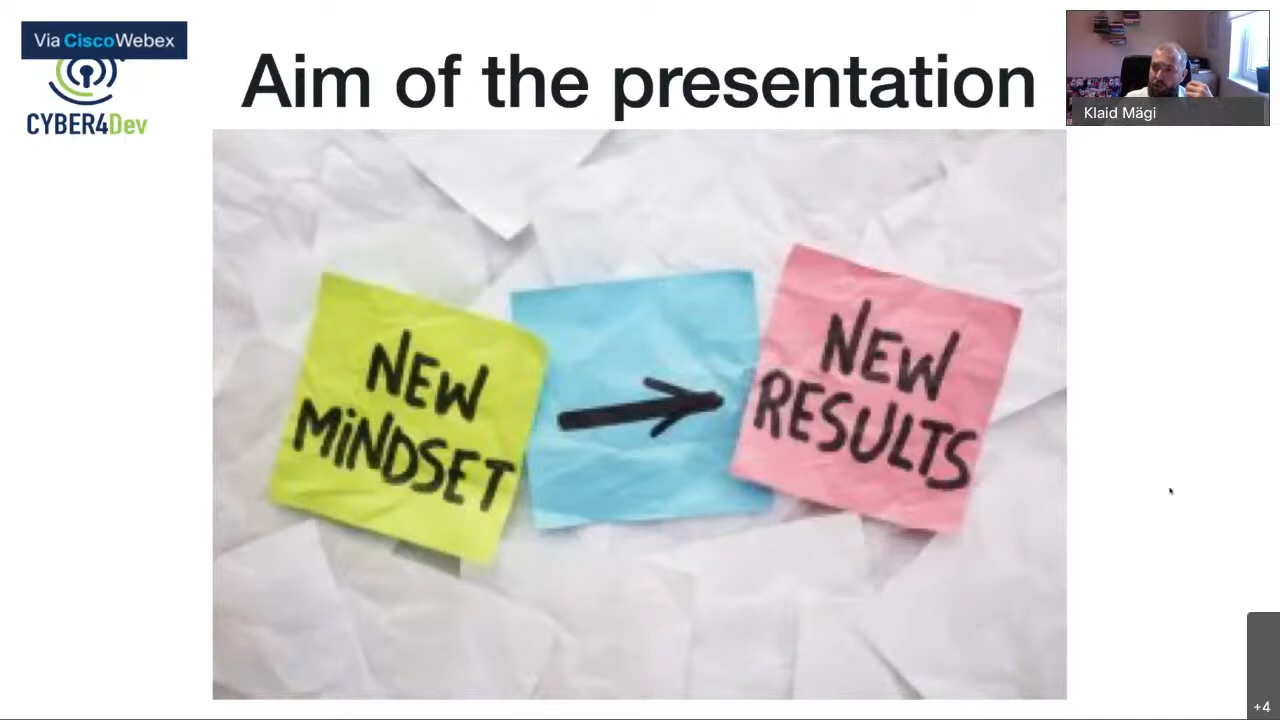 Via CiscoWebex
CYBER4Dev
Aim of the presentation
Klaid Mägi
NEW
MiNDSET
NEW
RESULTS
+4